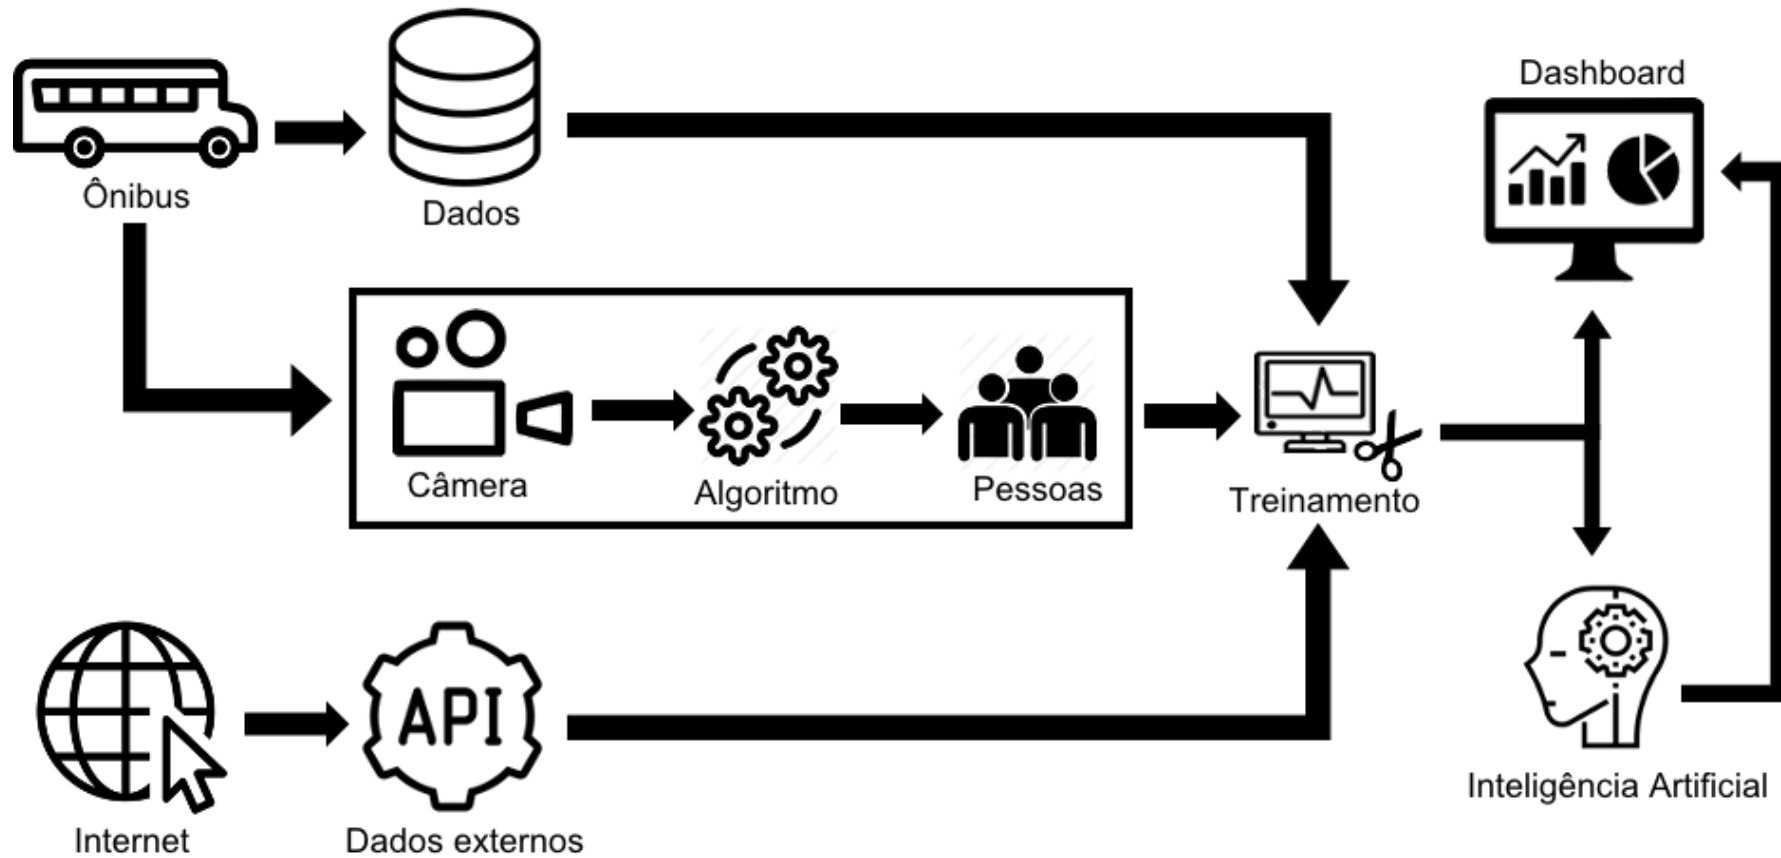 Ônibus
Dados
Dashboard
Câmera
Algoritmo
Pessoas
Treinamento
Internet
API
Dados externos
Inteligência Artificial